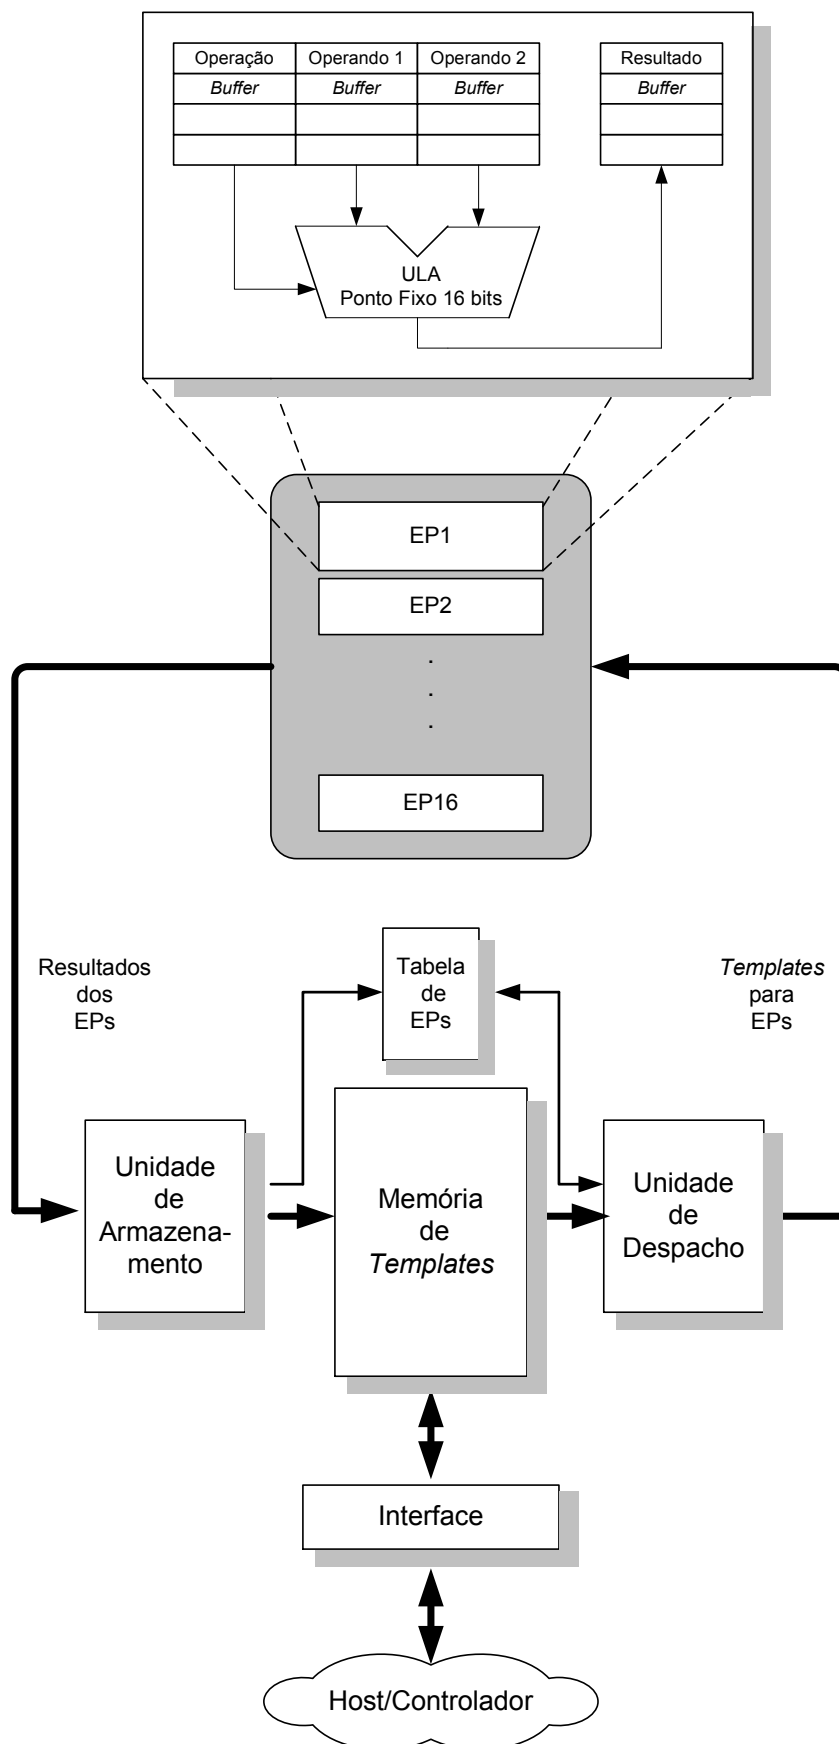 Operação Operando 1 Operando 2 Resultado
Buffer Buffer Buffer Buffer
ULA
Ponto Fixo 16 bits
EP1
EP2
.
.
.
EP16
Resultados
dos
EPs
Tabela
de
EPs
Templates
para
EPs
Unidade
de
Armazena-
mento
Memória
de
Templates
Unidade
de
Despacho
Interface
Host/Controlador